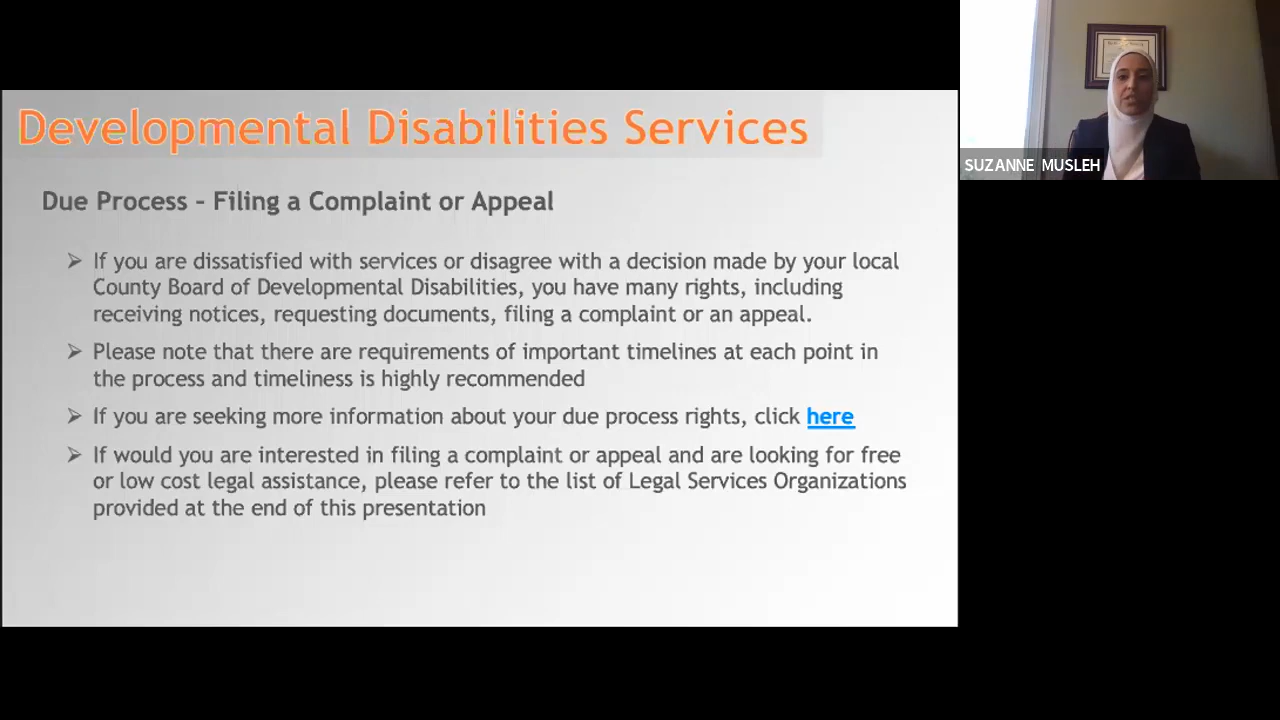 Developmental Disabilities Services
SUZANNE MUSLEH
Due Process – Filing a Complaint or Appeal
➢ If you are dissatisfied with services or disagree with a decision made by your local
County Board of Developmental Disabilities, you have many rights, including
receiving notices, requesting documents, filing a complaint or an appeal.
➢ Please note that there are requirements of important timelines at each point in
the process and timeliness is highly recommended
➢ If you are seeking more information about your due process rights, click here
➢ If would you are interested in filing a complaint or appeal and are looking for free
or low cost legal assistance, please refer to the list of Legal Services Organizations
provided at the end of this presentation